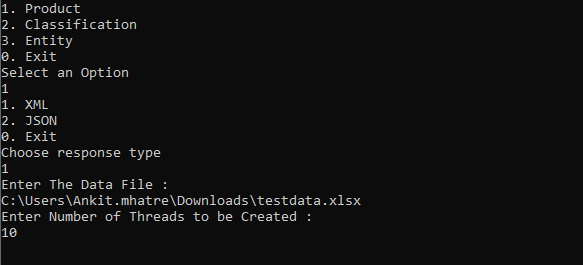 1. Product
2. Classification
3. Entity
0. Exit
Select an Option
1
1. XML
2. JSON
0. Exit
Choose response type
1
Enter The Data File :
C:\Users\Ankit.mhatre\Downloads\testdata.xlsx
Enter Number of Threads to be Created :
10